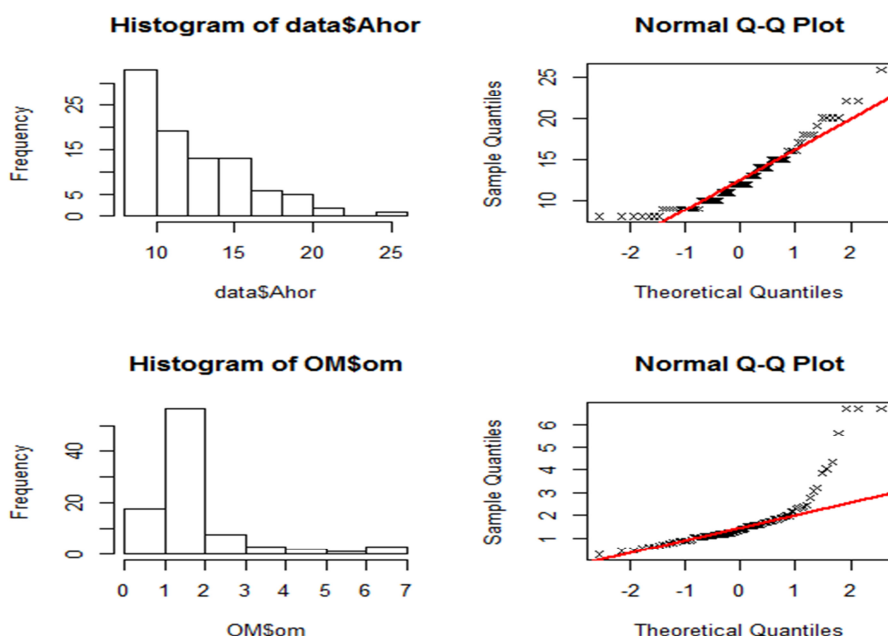 Histogram of data$Ahor
Frequency
0 5 15 25
10 15 20 25
data$Ahor
Normal Q-Q Plot
Sample Quantiles
10 15 20 25
-2 -1 0 1 2
Theoretical Quantiles
Histogram of OM$om
Frequency
0 20 40
0 1 2 3 4 5 6 7
OM$om
Normal Q-Q Plot
Sample Quantiles
1 2 3 4 5 6
-2 -1 0 1 2
Theoretical Quantiles